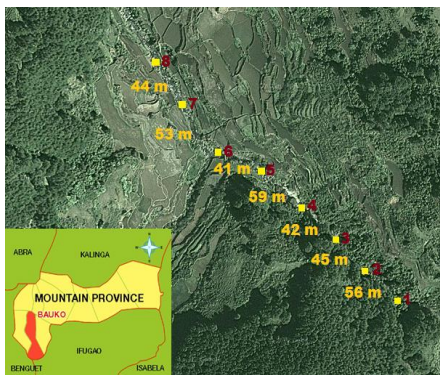 8
44 m
7
53 m
6
41 m
5
59 m
4
42 m
3
45 m
2
56 m
1
ABRA
KALINGA
MOUNTAIN PROVINCE
BAUKO
IFUGAO
BENGUET
ISABELA